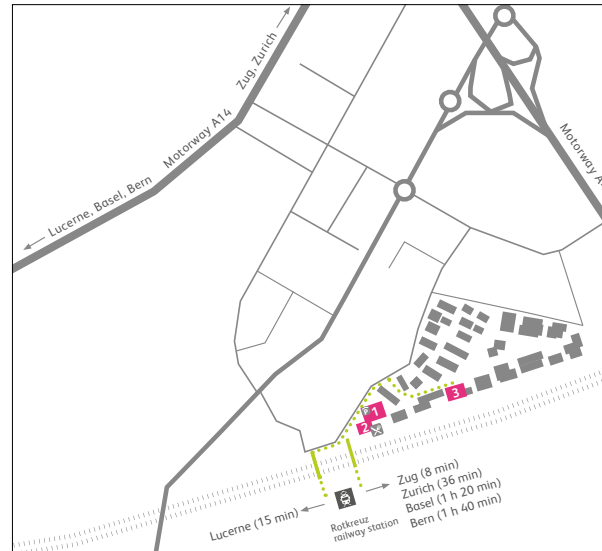 Zug, Zurich
Motorway A14
Lucerne, Basel, Bern
Motorway A
1
2
3
Zug (8 min)
Zurich (36 min)
Basel (1 h 20 min)
Bern (1 h 40 min)
Lucerne (15 min)
Rotkreuz
railway station